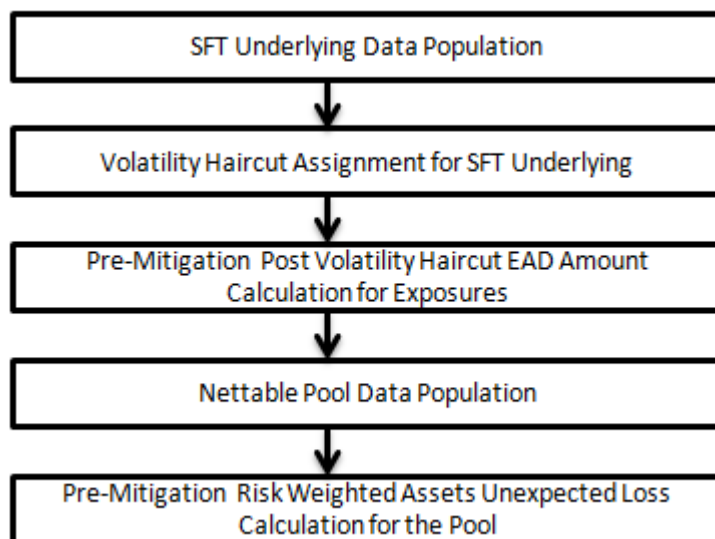 SFT Underlying Data Population
Volatility Haircut Assignment for SFT Underlying
Pre-Mitigation Post Volatility Haircut EAD Amount
Calculation for Exposures
Nettable Pool Data Population
Pre-Mitigation Risk Weighted Assets Unexpected Loss
Calculation for the Pool